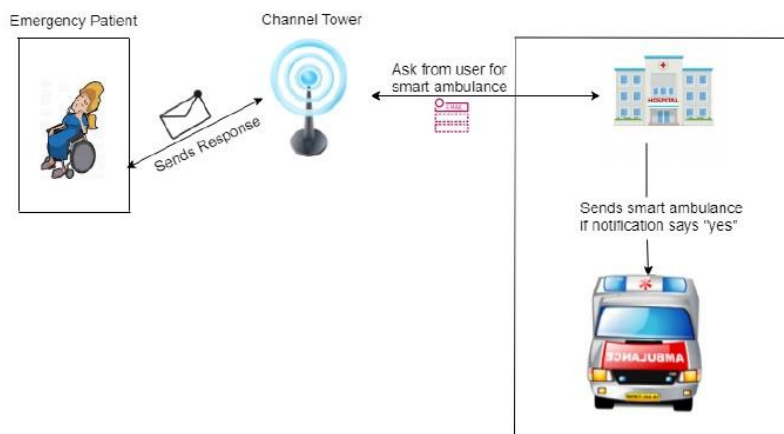 Emergency Patient
Channel Tower
Ask from user for
smart ambulance
HOSPITAL
Sends Response
Sends smart ambulance
if notification says "yes"
AMBULANCE